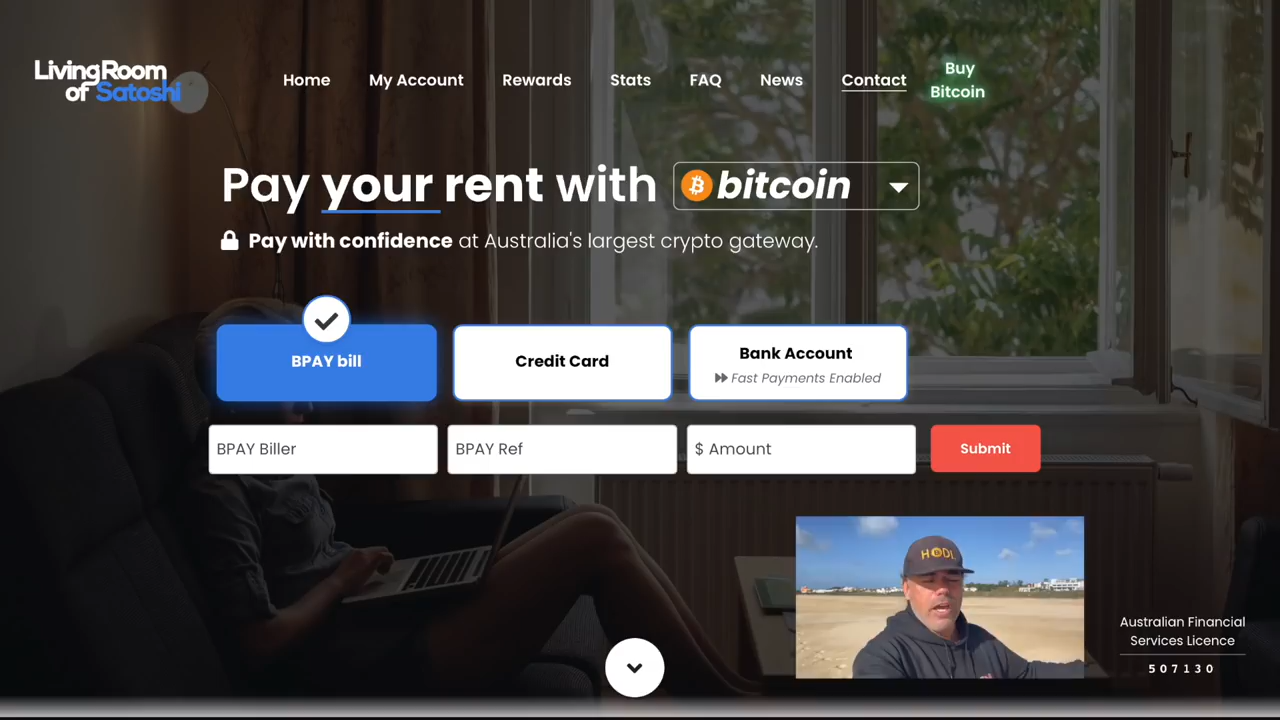 LivingRoom
of Satoshi
Home
My Account
Rewards
Stats
FAQ
News
Contact
Buy
Bitcoin
Pay your rent with bitcoin
Pay with confidence at Australia's largest crypto gateway.
BPAY bill
Credit Card
Bank Account
Fast Payments Enabled
BPAY Biller
BPAY Ref
$ Amount
Submit
HODL
Australian Financial
Services Licence
507130